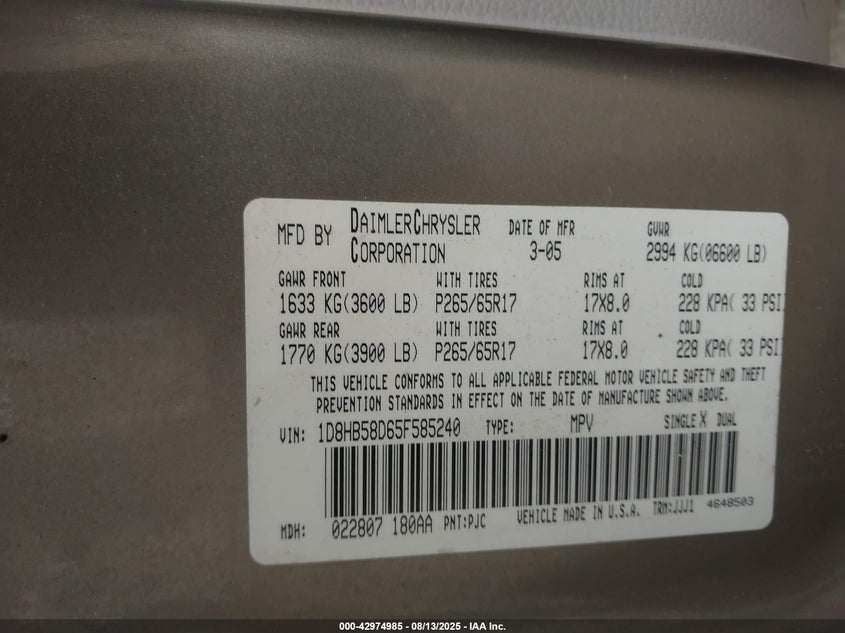 MFD BY DAIMLERCHRYSLER CORPORATION DATE OF MFR 3-05 GVWR 2994 KG(06600 LB)
GAWR FRONT WITH TIRES RIMS AT COLD
1633 KG(3600 LB) P265/65R17 17X8.0 228 KPA( 33 PSI)
GAWR REAR WITH TIRES RIMS AT COLD
1770 KG(3900 LB) P265/65R17 17X8.0 228 KPA( 33 PSI)
THIS VEHICLE CONFORMS TO ALL APPLICABLE FEDERAL MOTOR VEHICLE SAFETY AND THEFT
PREVENTION STANDARDS IN EFFECT ON THE DATE OF MANUFACTURE SHOWN ABOVE.
VIN: 1D8HB58D65F585240 TYPE: MPV SINGLE X DUAL
MDH: 022807 180AA PNT:PJC VEHICLE MADE IN U.S.A. TRM:JJJ1 4648503
000-42974985 - 08/13/2025 - IAA Inc.